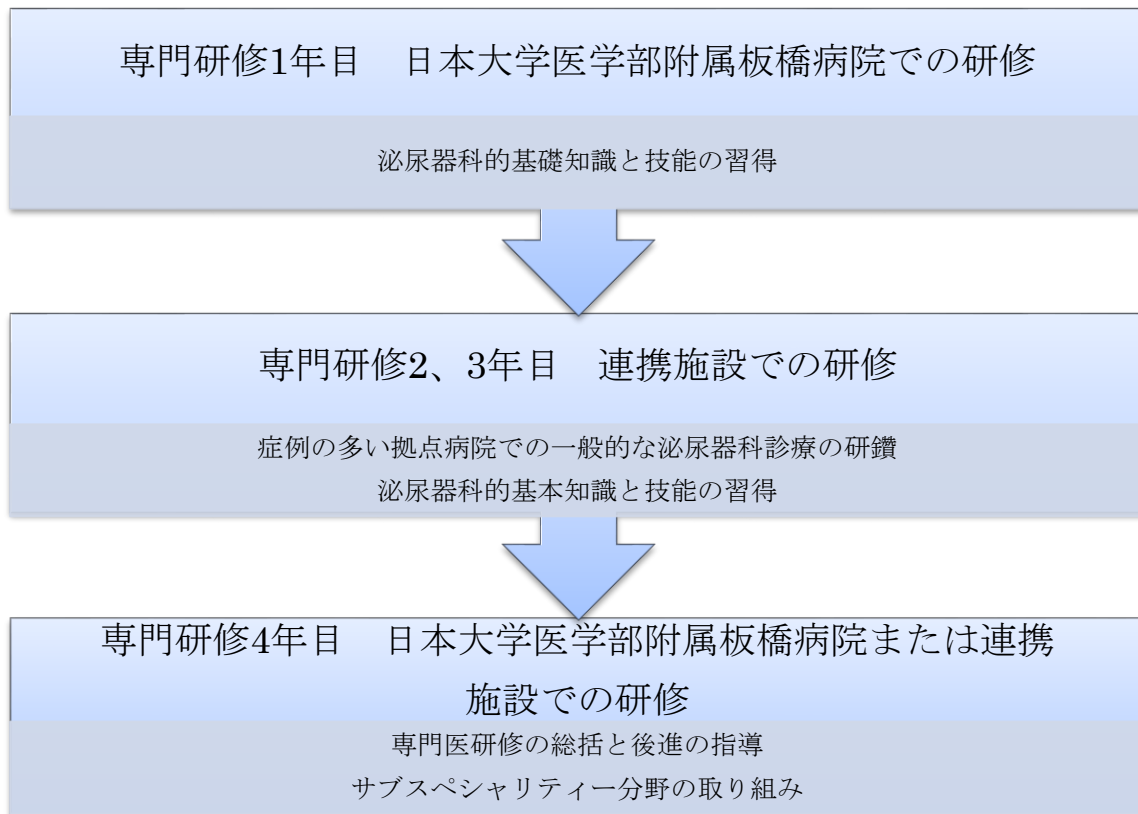 専門研修1年目　日本大学医学部附属板橋病院での研修
泌尿器科的基礎知識と技能の習得
専門研修2、3年目　連携施設での研修
症例の多い拠点病院での一般的な泌尿器科診療の研鑽
泌尿器科的基本知識と技能の習得
専門研修4年目　日本大学医学部附属板橋病院または連携
施設での研修
専門医研修の総括と後進の指導
サブスペシャリティー分野の取り組み